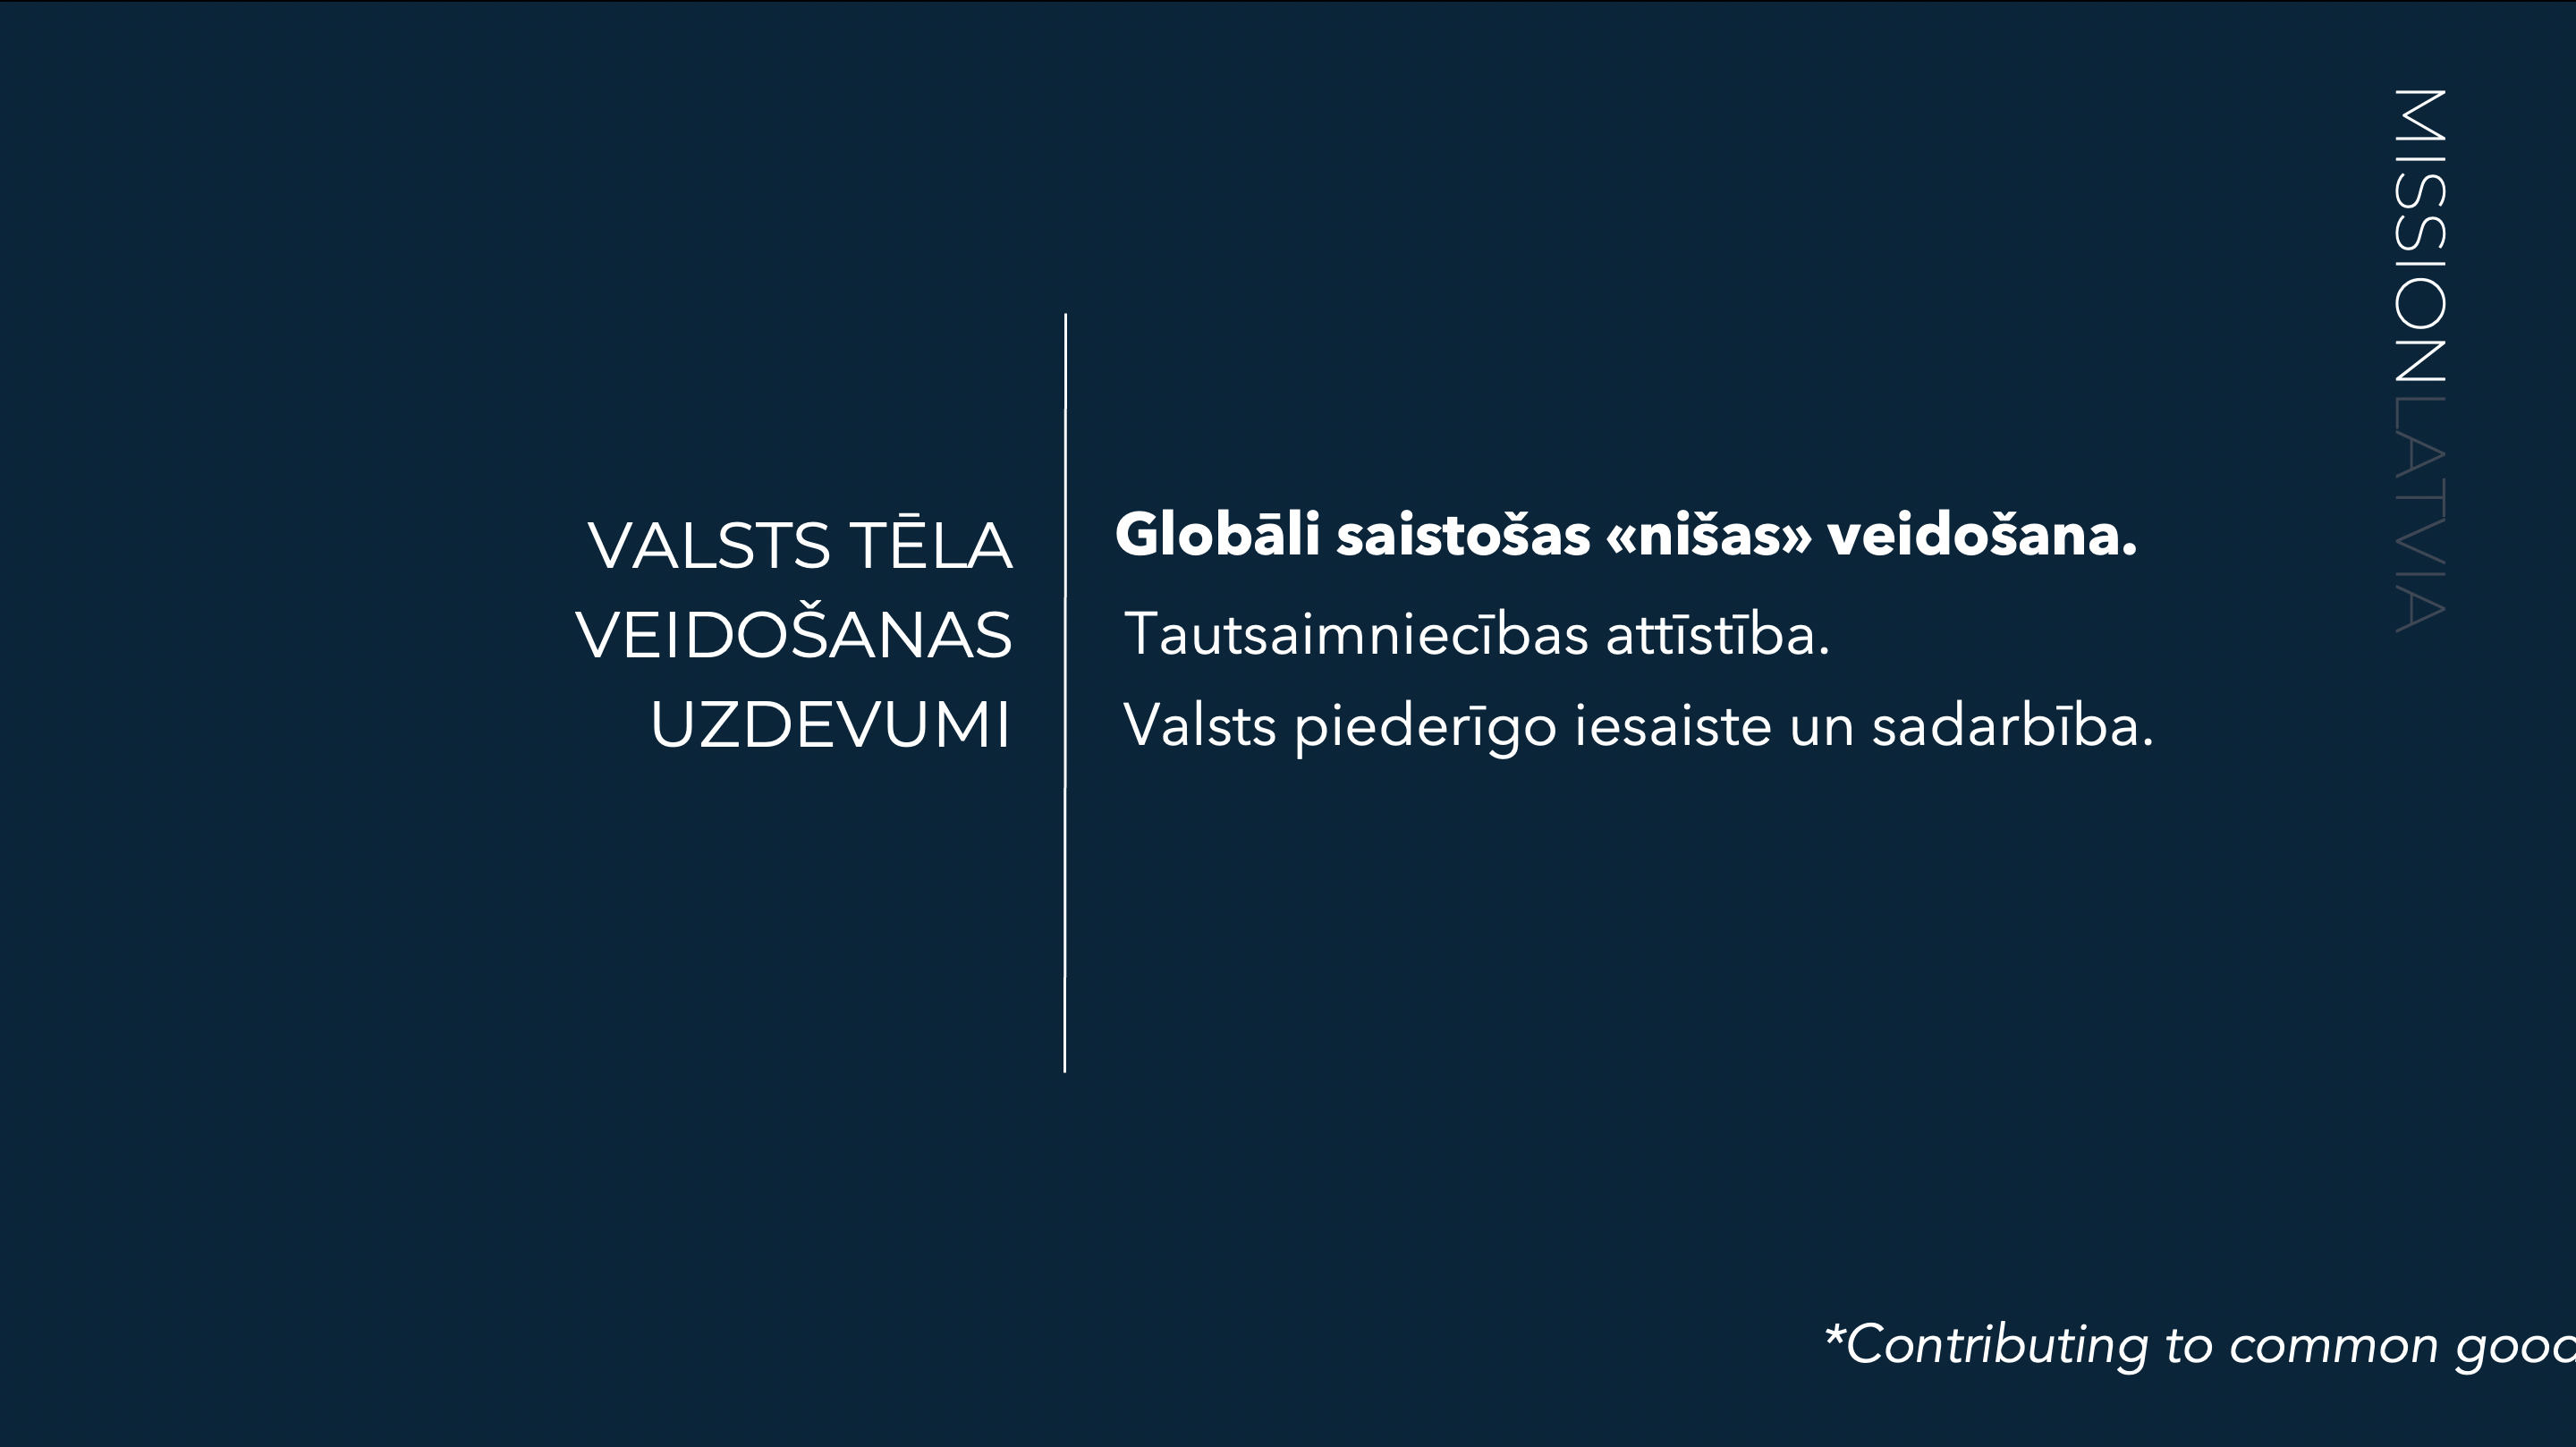 VALSTS TĒLA
VEIDOŠANAS
UZDEVUMI
Globāli saistošas «nišas» veidošana.
Tautsaimniecības attīstība.
Valsts piederīgo iesaiste un sadarbība.
MISSIONLATVIA
*Contributing to common good